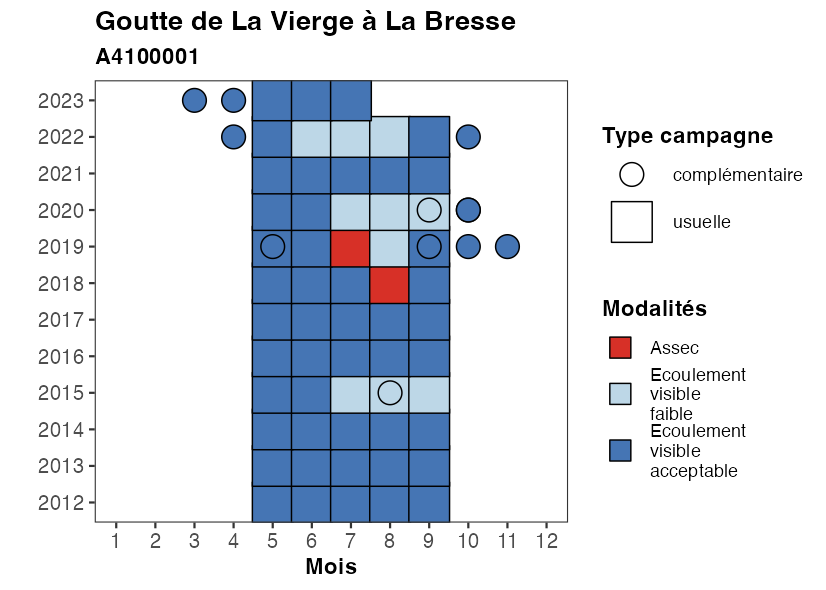 Goutte de La Vierge à La Bresse
A4100001
2023
2022
2021
2020
2019
2018
2017
2016
2015
2014
2013
2012
1 2 3 4 5 6 7 8 9 10 11 12
Mois
Type campagne
complémentaire
usuelle
Modalités
Assec
Ecoulement
visible
faible
Ecoulement
visible
acceptable